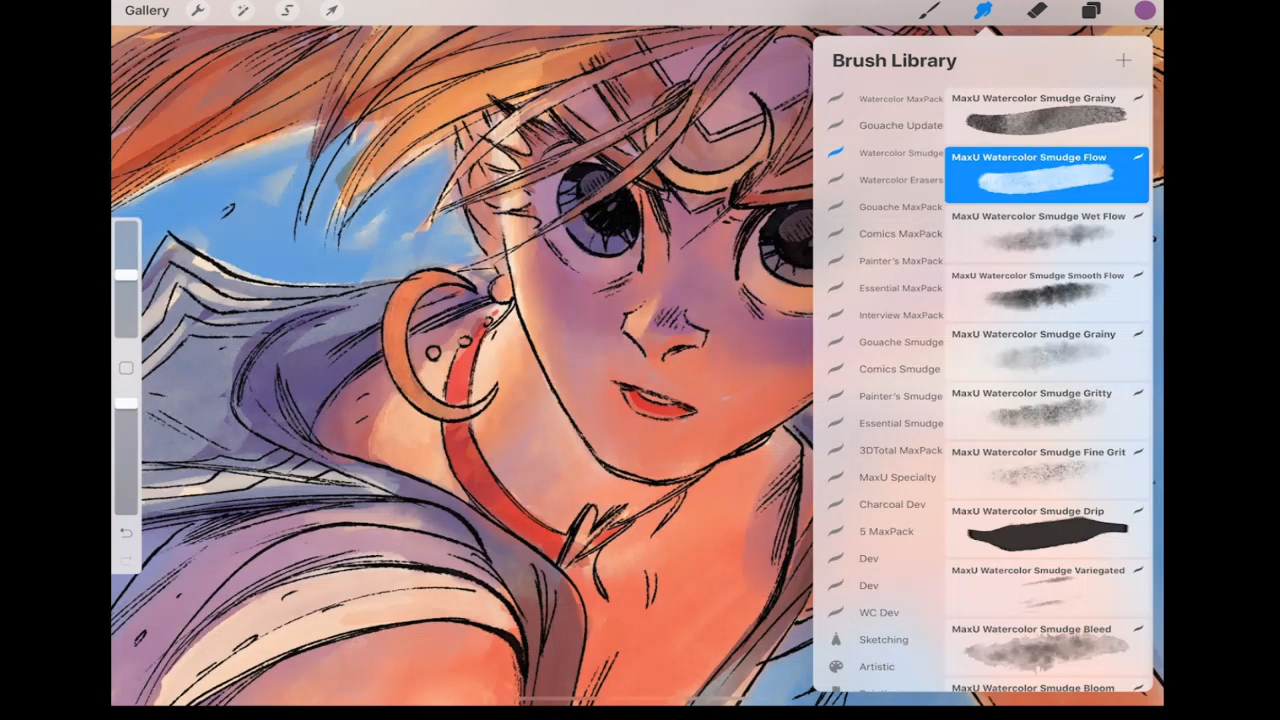 Gallery
Brush Library
Watercolor MaxPack
Gouache Update
Watercolor Smudge
Watercolor Erasers
Gouache MaxPack
Comics MaxPack
Painter's MaxPack
Essential MaxPack
Interview MaxPack
Gouache Smudge
Comics Smudge
Painter's Smudge
Essential Smudge
3DTotal MaxPack
MaxU Specialty
Charcoal Dev
5 MaxPack
Dev
Dev
WC Dev
Sketching
Artistic
MaxU Watercolor Smudge Grainy
MaxU Watercolor Smudge Flow
MaxU Watercolor Smudge Wet Flow
MaxU Watercolor Smudge Smooth Flow
MaxU Watercolor Smudge Grainy
MaxU Watercolor Smudge Gritty
MaxU Watercolor Smudge Fine Grit
MaxU Watercolor Smudge Drip
MaxU Watercolor Smudge Variegated
MaxU Watercolor Smudge Bleed
MaxU Watercolor Smudge Bloom